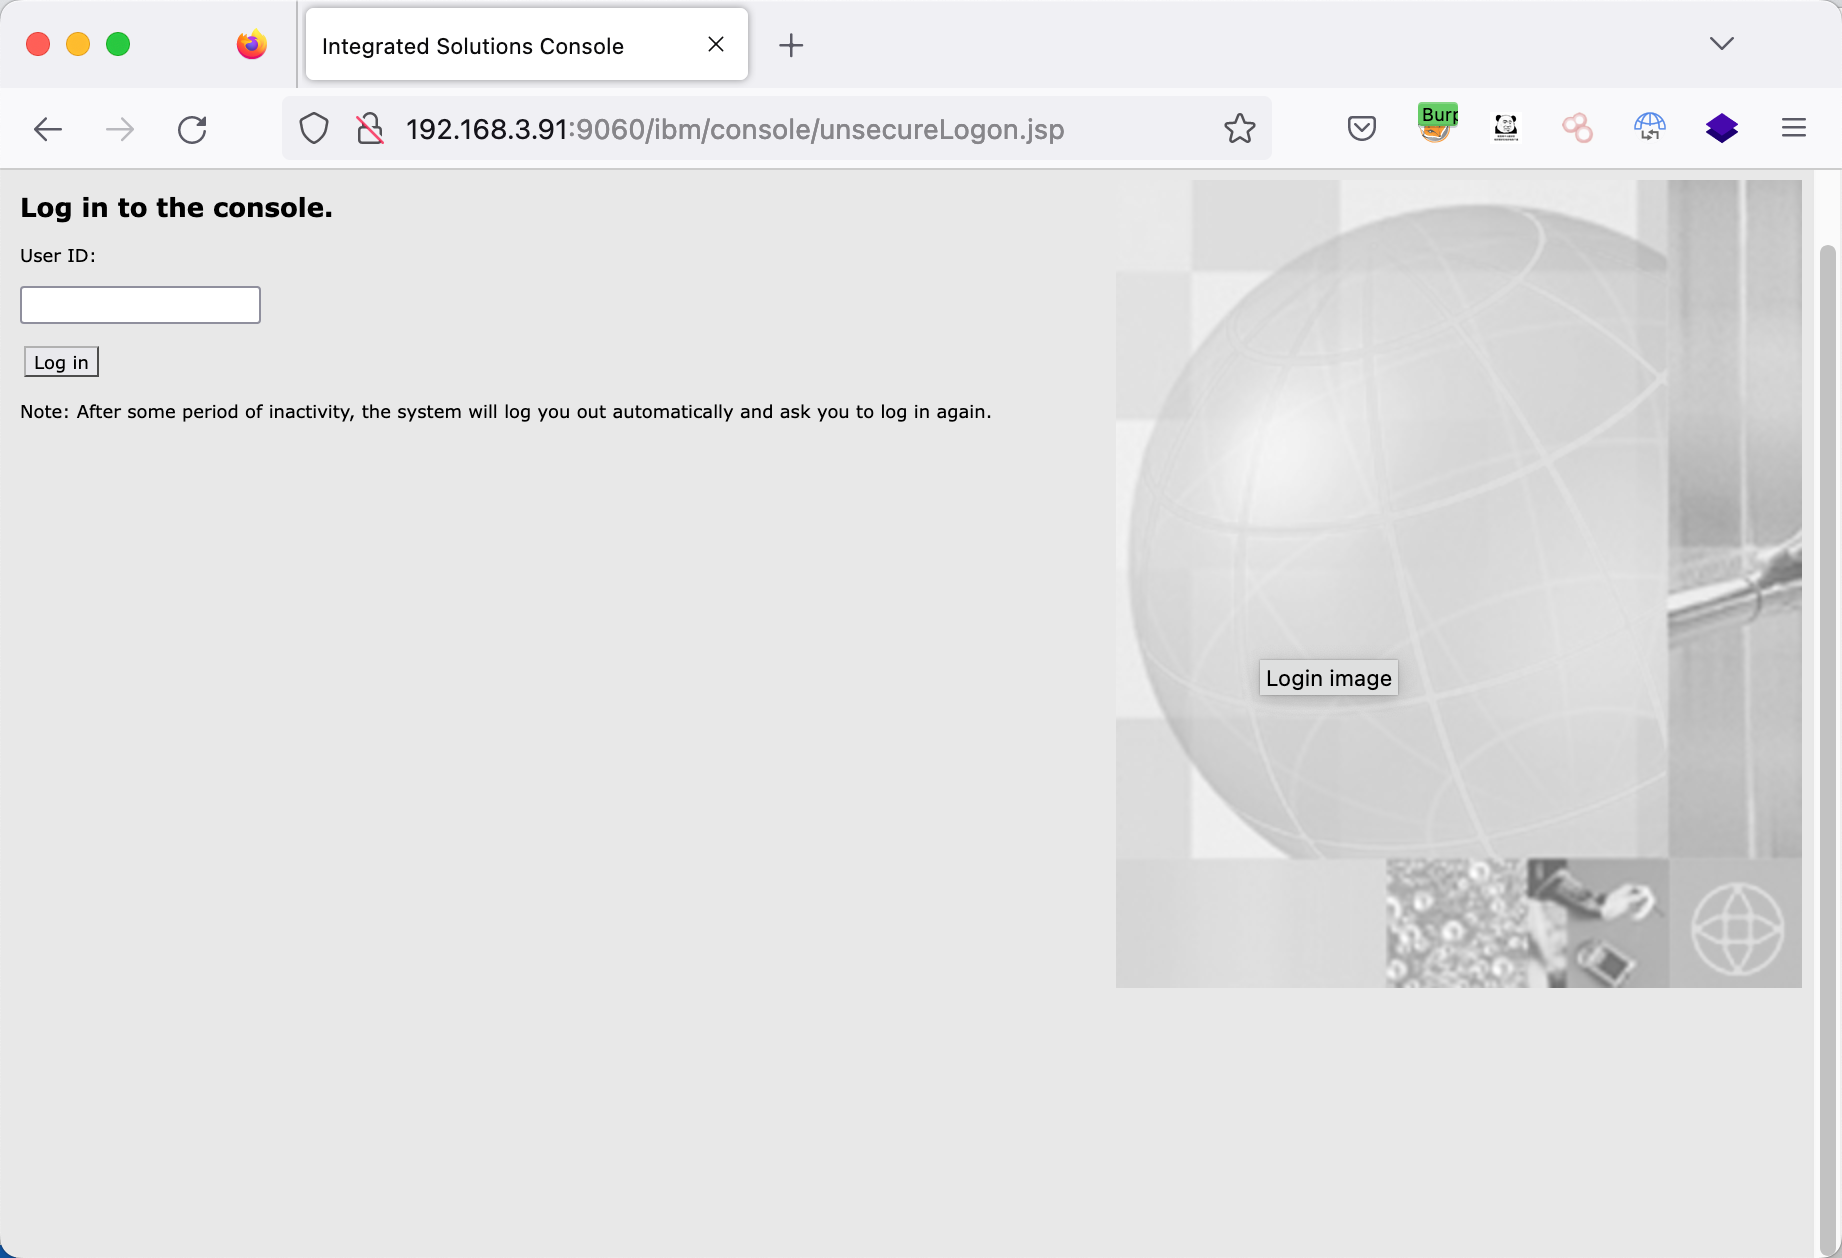 Integrated Solutions Console
192.168.3.91:9060/ibm/console/unsecureLogon.jsp
Burp
Log in to the console.
User ID:
Log in
Note: After some period of inactivity, the system will log you out automatically and ask you to log in again.
Login image